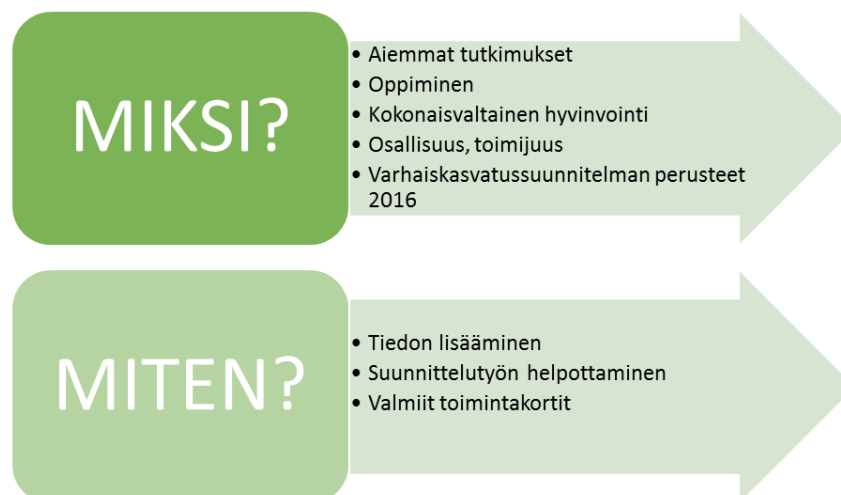 MIKSI?
• Aiemmat tutkimukset
• Oppiminen
• Kokonaisvaltainen hyvinvointi
• Osallisuus, toimijuus
• Varhaiskasvatussuunnitelman perusteet
2016
MITEN?
• Tiedon lisääminen
• Suunnittelutyön helpottaminen
• Valmiit toimintakortit